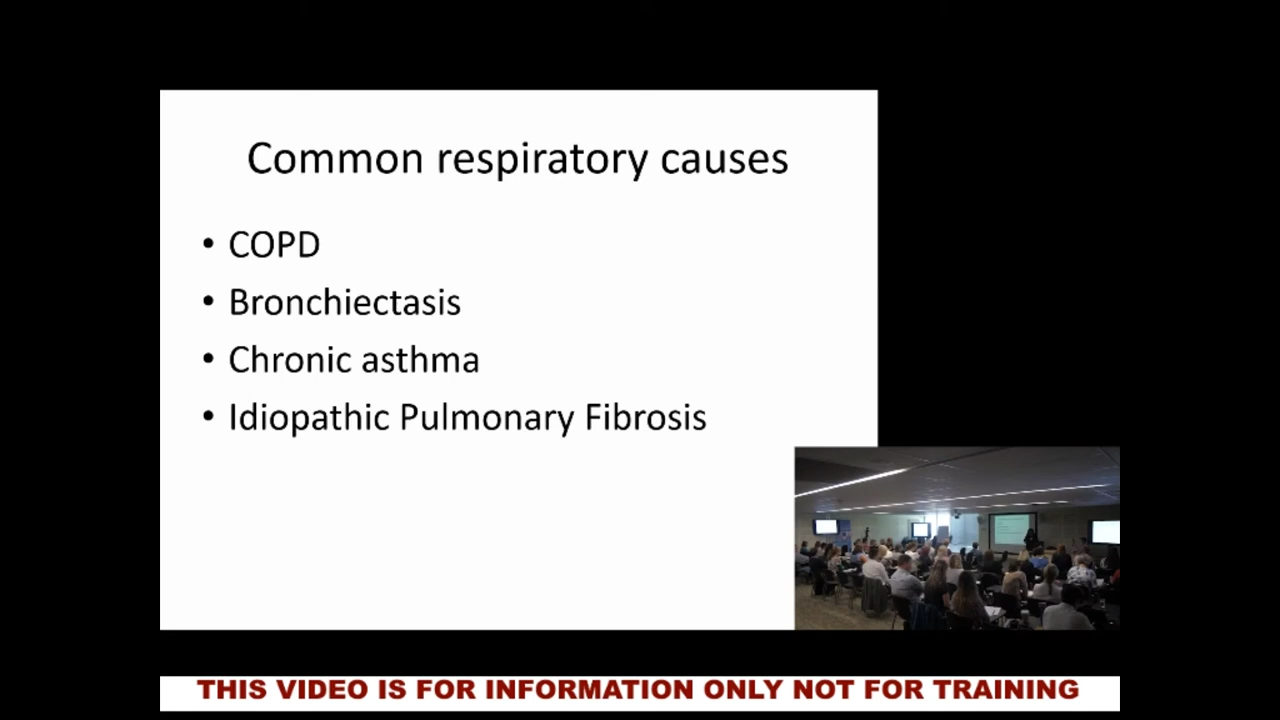 Common respiratory causes
• COPD
• Bronchiectasis
• Chronic asthma
• Idiopathic Pulmonary Fibrosis
THIS VIDEO IS FOR INFORMATION ONLY NOT FOR TRAINING